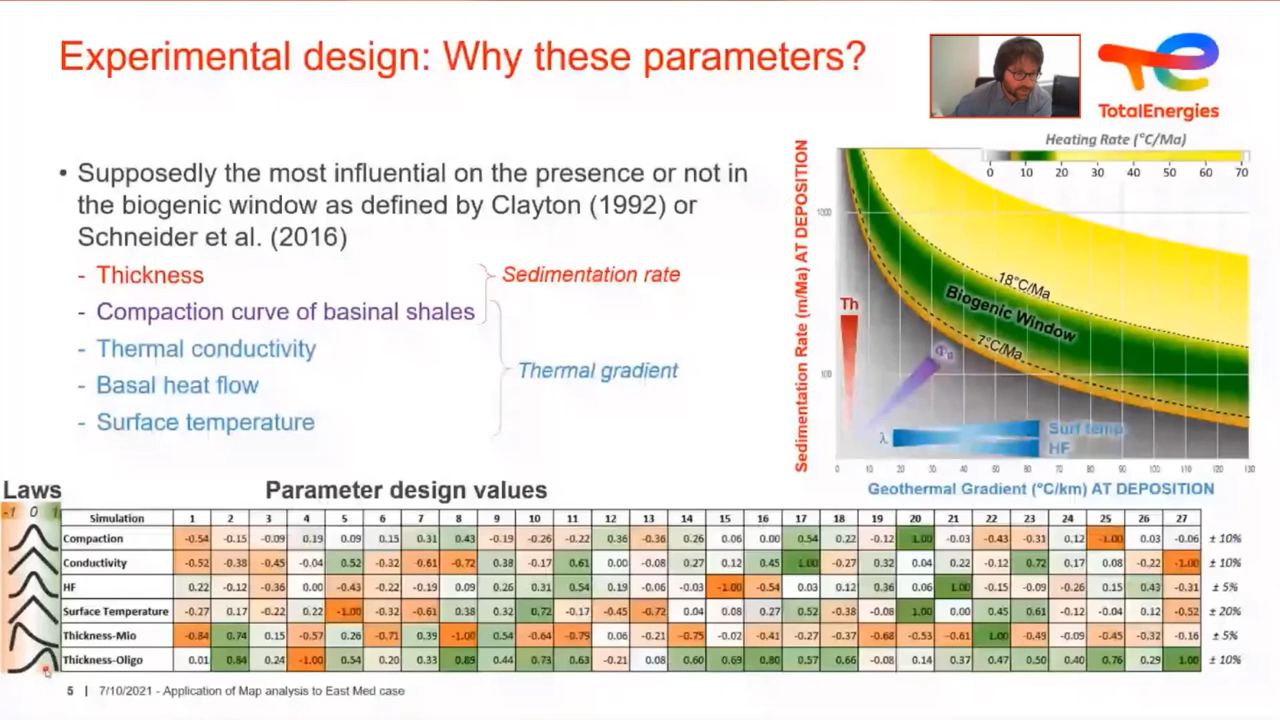 Experimental design: Why these parameters?
TotalEnergies
• Supposedly the most influential on the presence or not in
the biogenic window as defined by Clayton (1992) or
Schneider et al. (2016)
- Thickness
- Compaction curve of basinal shales
- Thermal conductivity
- Basal heat flow
- Surface temperature
Sedimentation rate
Thermal gradient
Heating Rate (°C/Ma)
0 10 20 30 40 50 60 70
Sedimentation Rate (m/Ma) AT DEPOSITION
1000
100
18°C/Ma
Biogenic Window
7°C/Ma
Th
Φ0
λ
Surf temp
HF
0 10 20 30 40 50 60 70 80 90 100 110 120 130
Geothermal Gradient (°C/km) AT DEPOSITION
Laws
Parameter design values
-1 0 1
Simulation 1 2 3 4 5 6 7 8 9 10 11 12 13 14 15 16 17 18 19 20 21 22 23 24 25 26 27
Compaction -0.54 -0.15 -0.09 0.19 0.09 0.15 0.31 0.43 -0.19 -0.26 -0.22 0.36 -0.36 0.26 0.06 0.00 0.54 0.22 -0.12 1.00 -0.03 -0.43 -0.31 0.12 -1.00 0.03 -0.06 ± 10%
Conductivity -0.52 -0.38 -0.45 -0.04 0.52 -0.32 -0.61 -0.72 0.38 -0.17 0.61 0.00 -0.08 0.27 0.12 0.45 1.00 -0.27 0.32 0.04 0.22 -0.12 0.72 0.17 0.08 -0.22 -1.00 ± 10%
HF 0.22 -0.12 -0.36 0.00 -0.43 -0.22 -0.19 0.09 0.26 0.31 0.54 0.19 -0.06 -0.03 -1.00 -0.54 0.03 0.12 0.36 0.06 1.00 -0.15 -0.09 -0.26 0.15 0.43 -0.31 ± 5%
Surface Temperature -0.27 0.17 -0.22 0.22 -1.00 -0.32 -0.61 0.38 0.32 0.72 -0.17 -0.45 -0.72 0.04 0.08 0.27 0.52 -0.38 -0.08 1.00 0.00 0.45 0.61 -0.12 -0.04 0.12 -0.52 ± 20%
Thickness-Mio -0.84 0.74 0.15 -0.57 0.26 -0.71 0.39 -1.00 0.54 -0.64 -0.79 0.06 -0.21 -0.75 -0.02 -0.41 -0.27 -0.37 -0.68 -0.53 -0.61 1.00 -0.49 -0.09 -0.45 -0.32 -0.16 ± 5%
Thickness-Oligo 0.01 0.84 0.24 -1.00 0.54 0.20 0.33 0.89 0.44 0.73 0.63 -0.21 0.08 0.60 0.69 0.80 0.57 0.66 -0.08 0.14 0.37 0.47 0.50 0.40 0.76 0.29 1.00 ± 10%
5 | 7/10/2021 - Application of Map analysis to East Med case